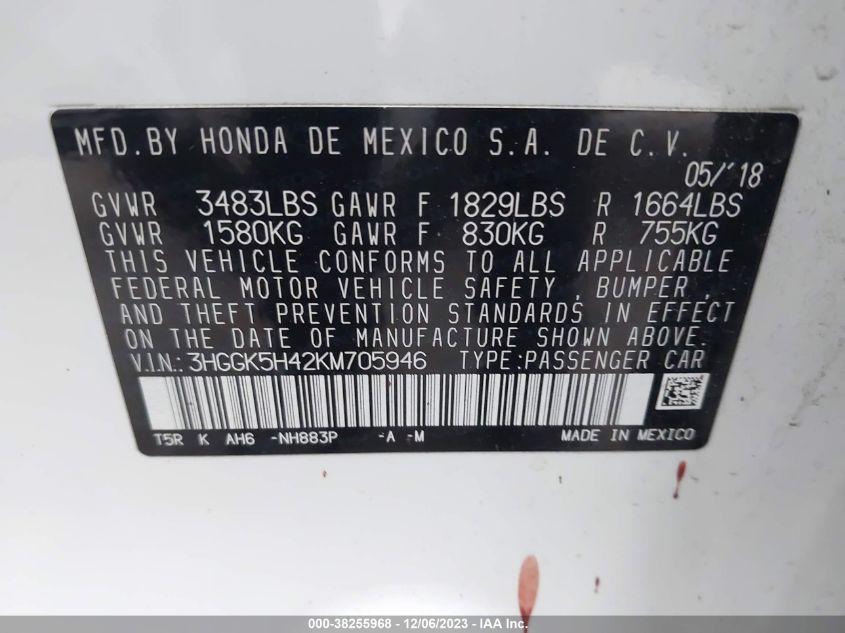 MFD.BY HONDA DE MEXICO S.A. DE C.V.
05/'18
GVWR 3483LBS GAWR F 1829LBS R 1664LBS
GVWR 1580KG GAWR F 830KG R 755KG
THIS VEHICLE CONFORMS TO ALL APPLICABLE
FEDERAL MOTOR VEHICLE SAFETY, BUMPER,
AND THEFT PREVENTION STANDARDS IN EFFECT
ON THE DATE OF MANUFACTURE SHOWN ABOVE.
V.I.N.: 3HGGK5H42KM705946 TYPE:PASSENGER CAR
T5R K AH6 -NH883P -A -M MADE IN MEXICO
000-38255968 - 12/06/2023 - IAA, Inc.